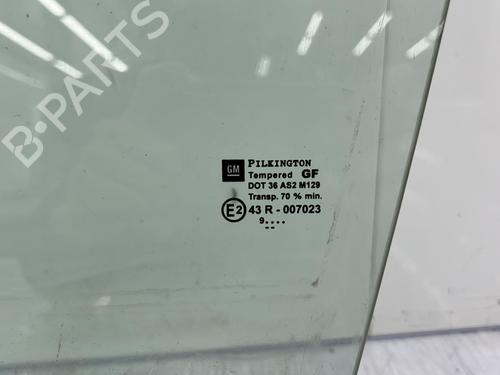 B-PARTS
GM PILKINGTON
Tempered GF
DOT 36 AS2 M129
Transp. 70 % min.
E2 43 R - 007023
9....
--